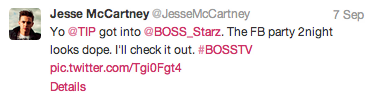 Jesse McCartney @JesseMcCartney 7 Sep
Yo @TIP got into @BOSS_Starz. The FB party 2night
looks dope. I'll check it out. #BOSSTV
pic.twitter.com/Tgi0Fgt4
Details